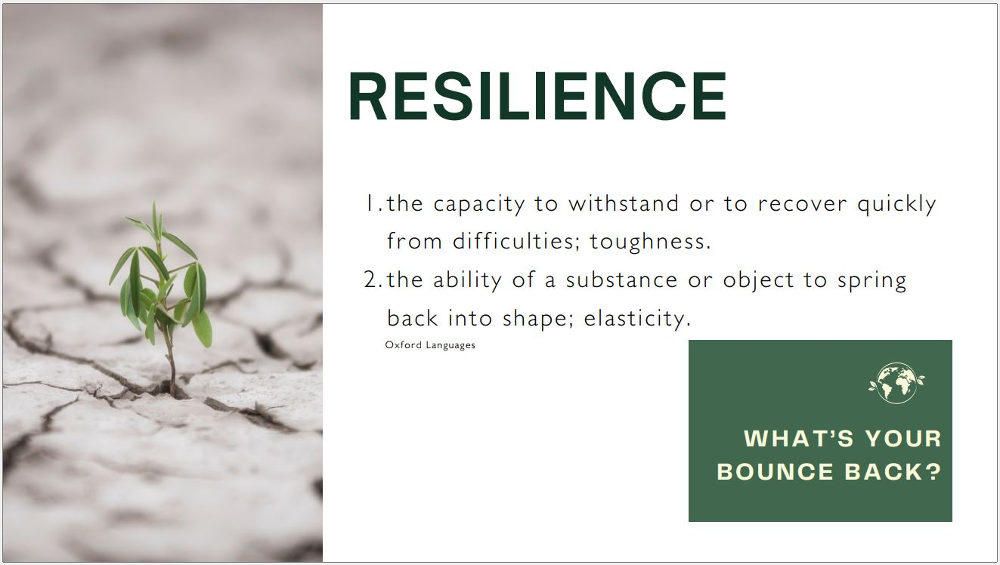 RESILIENCE
1. the capacity to withstand or to recover quickly
from difficulties; toughness.
2. the ability of a substance or object to spring
back into shape; elasticity.
Oxford Languages
WHAT'S YOUR
BOUNCE BACK?